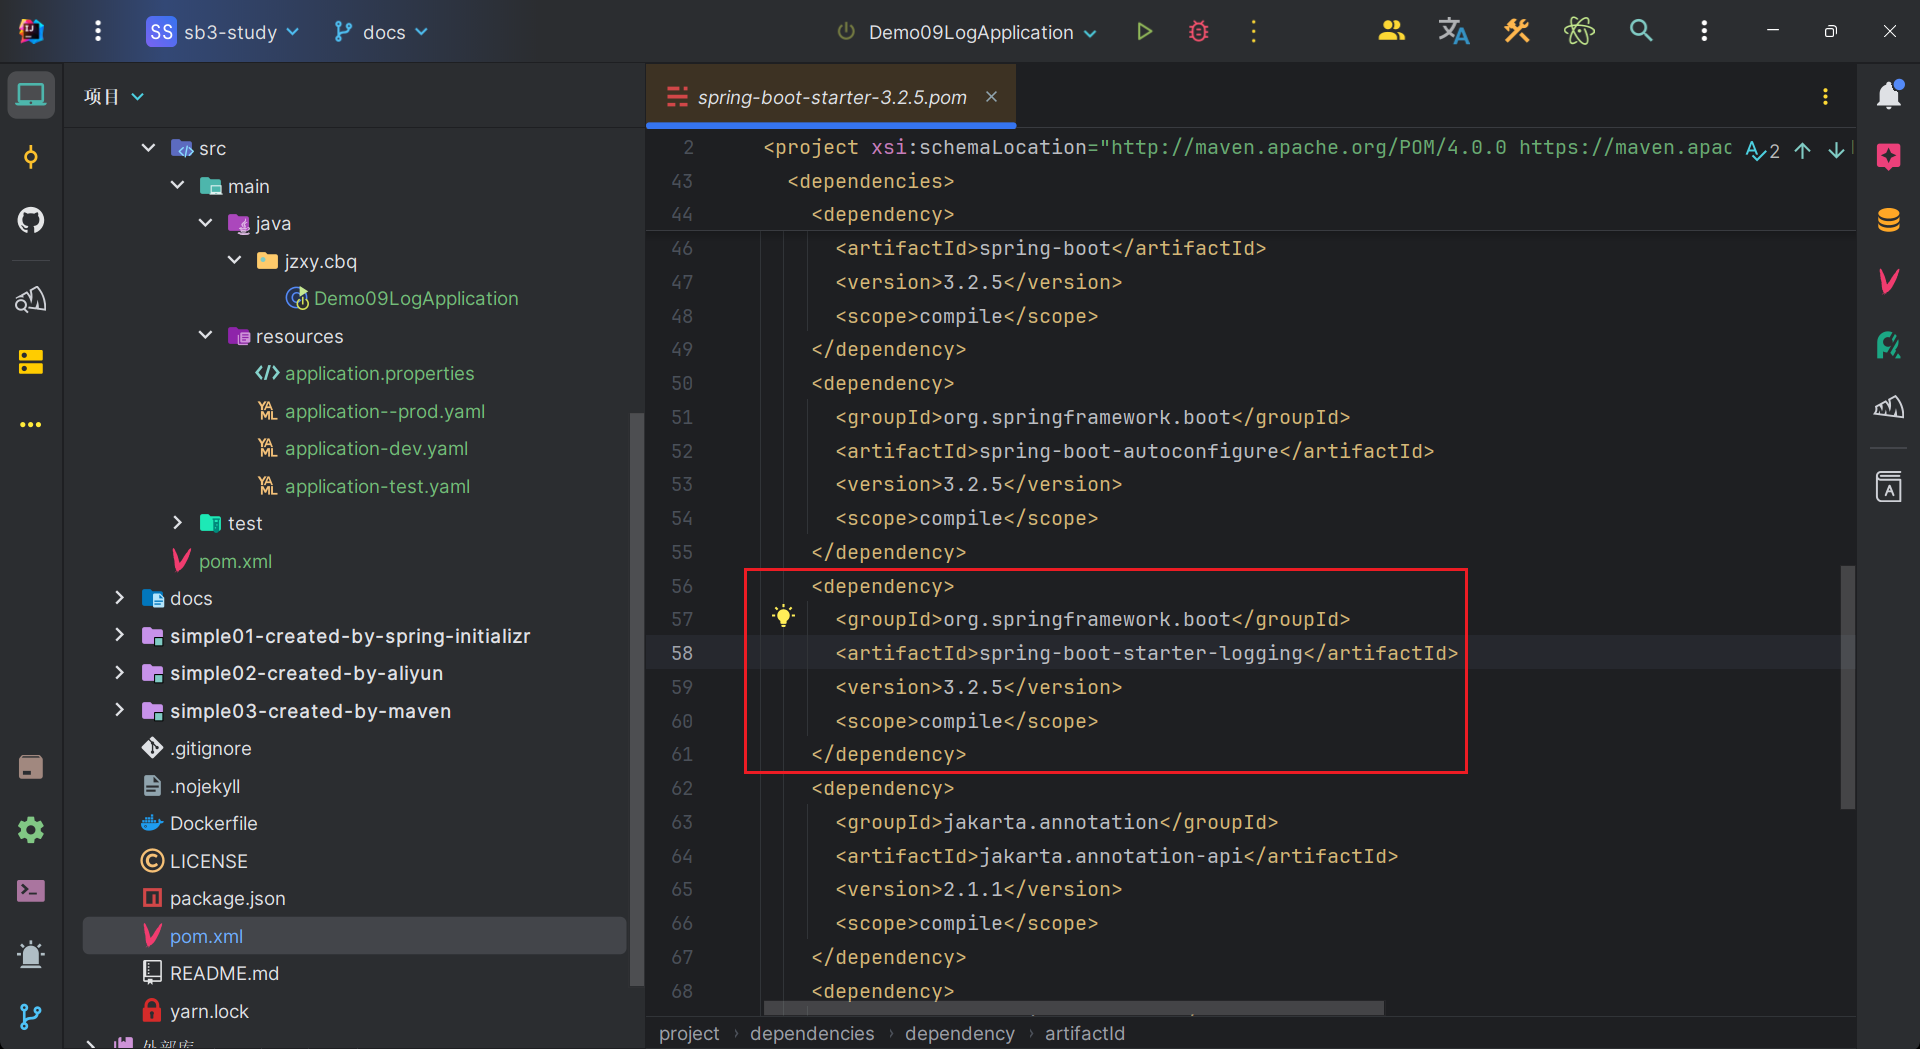 SS sb3-study
docs
Demo09LogApplication
项目
src
main
java
jzxy.cbq
Demo09LogApplication
resources
application.properties
YAML application--prod.yaml
YAML application-dev.yaml
YAML application-test.yaml
test
pom.xml
docs
simple01-created-by-spring-initializr
simple02-created-by-aliyun
simple03-created-by-maven
.gitignore
.nojekyll
Dockerfile
LICENSE
package.json
pom.xml
README.md
yarn.lock
外部库
spring-boot-starter-3.2.5.pom
2 <project xsi:schemaLocation="http://maven.apache.org/POM/4.0.0 https://maven.apac
2
43 <dependencies>
44 <dependency>
46 <artifactId>spring-boot</artifactId>
47 <version>3.2.5</version>
48 <scope>compile</scope>
49 </dependency>
50 <dependency>
51 <groupId>org.springframework.boot</groupId>
52 <artifactId>spring-boot-autoconfigure</artifactId>
53 <version>3.2.5</version>
54 <scope>compile</scope>
55 </dependency>
56 <dependency>
57 <groupId>org.springframework.boot</groupId>
58 <artifactId>spring-boot-starter-logging</artifactId>
59 <version>3.2.5</version>
60 <scope>compile</scope>
61 </dependency>
62 <dependency>
63 <groupId>jakarta.annotation</groupId>
64 <artifactId>jakarta.annotation-api</artifactId>
65 <version>2.1.1</version>
66 <scope>compile</scope>
67 </dependency>
68 <dependency>
project › dependencies › dependency › artifactId